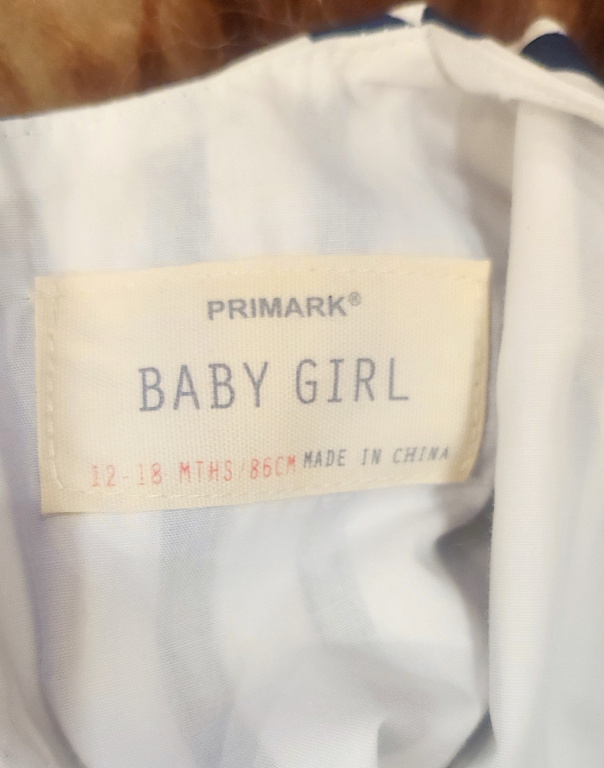 PRIMARK®
BABY GIRL
12-18 MTHS/86CM MADE IN CHINA